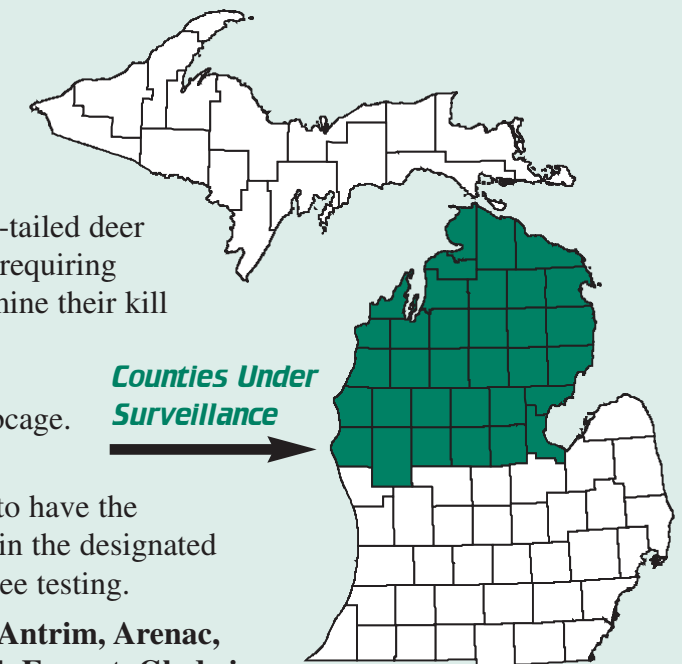 -tailed deer
requiring
nine their kill
Counties Under
Surveillance
ocage.
to have the
in the designated
ee testing.
Antrim, Arenac,